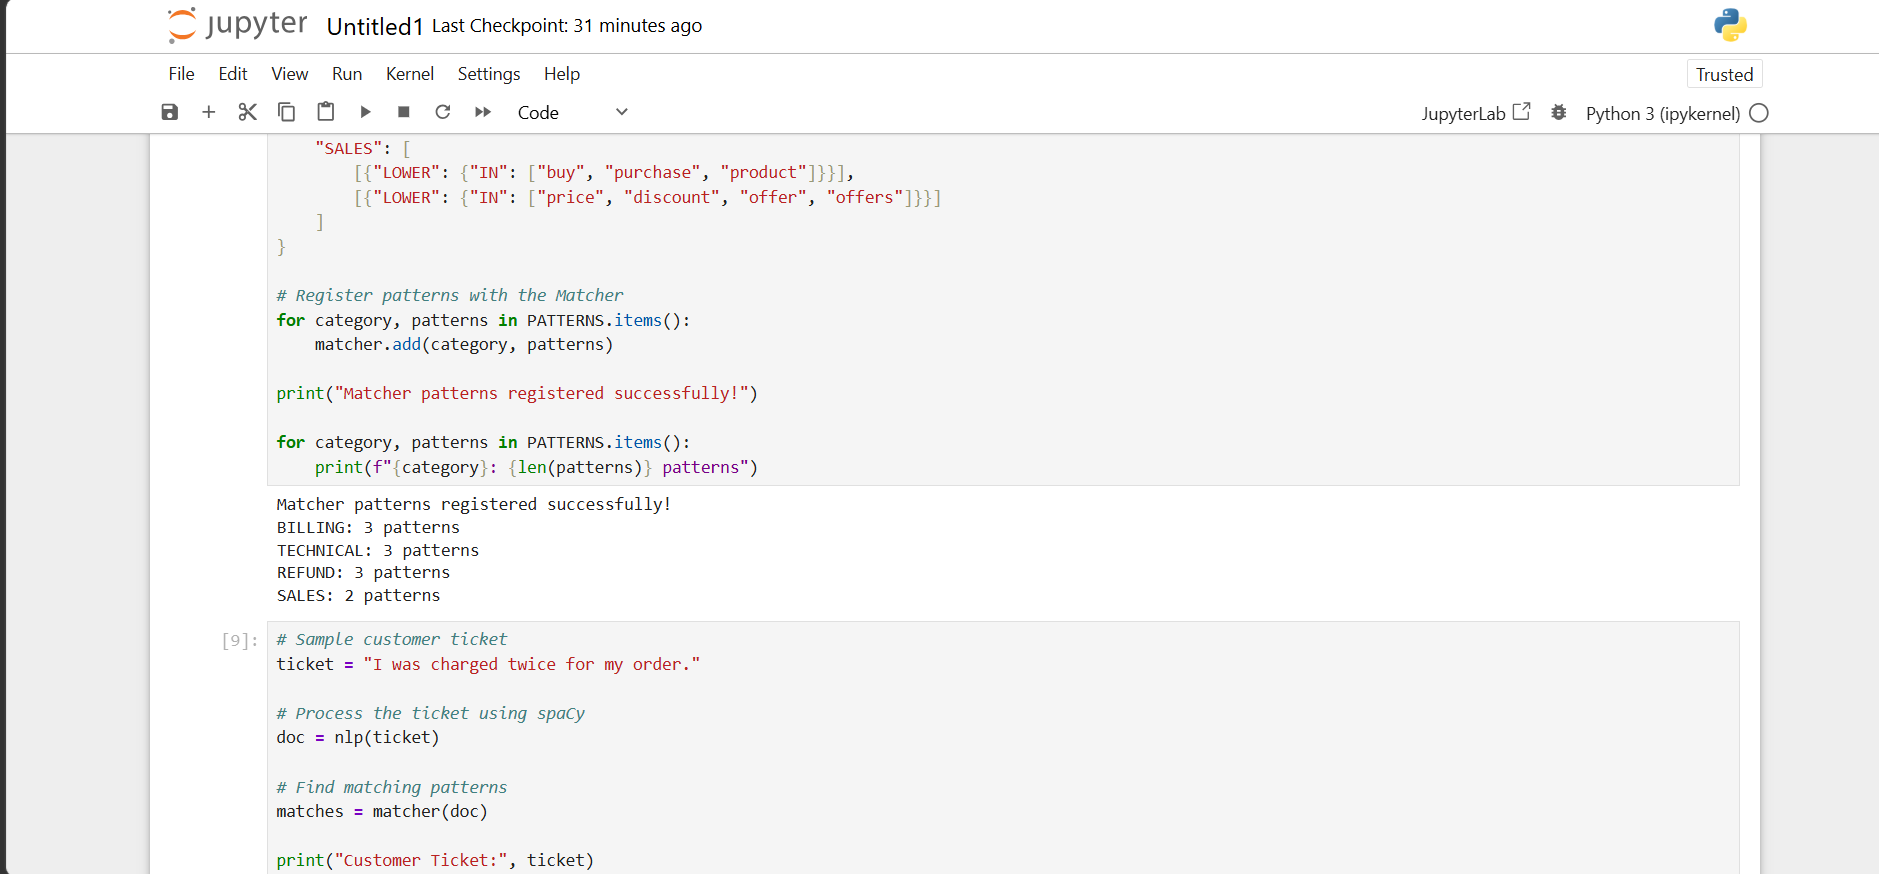 jupyter Untitled1 Last Checkpoint: 31 minutes ago
File Edit View Run Kernel Settings Help
Trusted
Code
JupyterLab
Python 3 (ipykernel)
    "SALES": [
        [{"LOWER": {"IN": ["buy", "purchase", "product"]}}],
        [{"LOWER": {"IN": ["price", "discount", "offer", "offers"]}}]
    ]
}
# Register patterns with the Matcher
for category, patterns in PATTERNS.items():
    matcher.add(category, patterns)
print("Matcher patterns registered successfully!")
for category, patterns in PATTERNS.items():
    print(f"{category}: {len(patterns)} patterns")
Matcher patterns registered successfully!
BILLING: 3 patterns
TECHNICAL: 3 patterns
REFUND: 3 patterns
SALES: 2 patterns
[9]:
# Sample customer ticket
ticket = "I was charged twice for my order."
# Process the ticket using spaCy
doc = nlp(ticket)
# Find matching patterns
matches = matcher(doc)
print("Customer Ticket:", ticket)